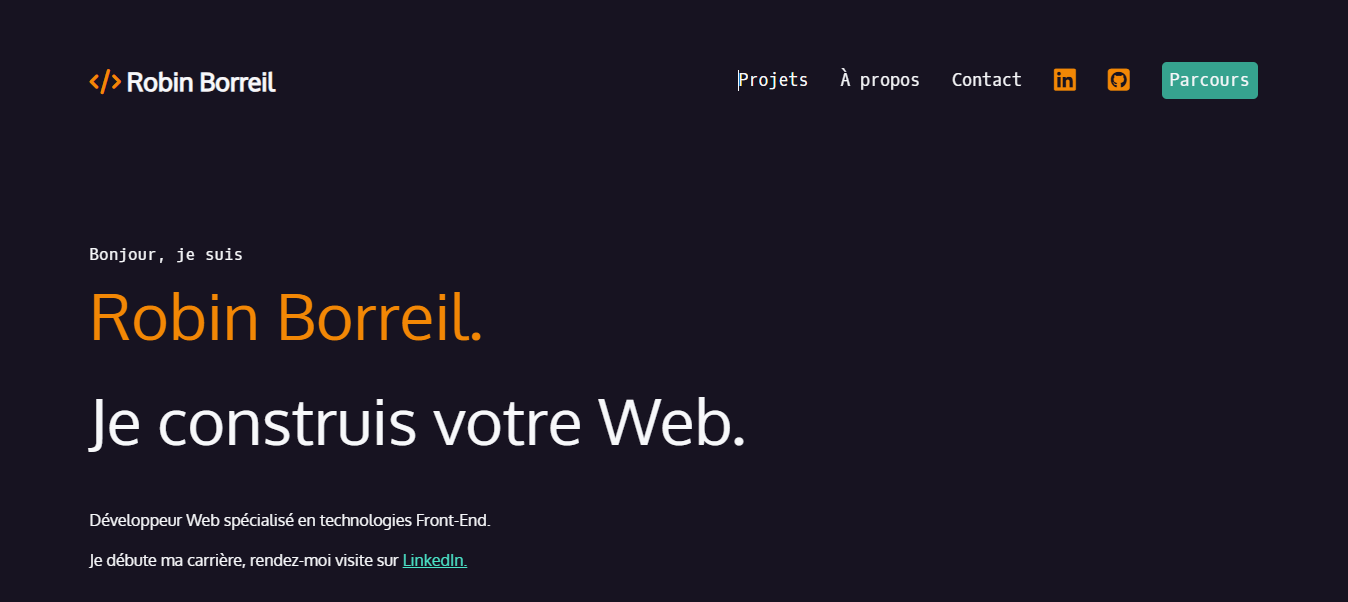 </> Robin Borreil
Projets À propos Contact in Parcours
Bonjour, je suis
Robin Borreil.
Je construis votre Web.
Développeur Web spécialisé en technologies Front-End.
Je débute ma carrière, rendez-moi visite sur LinkedIn.